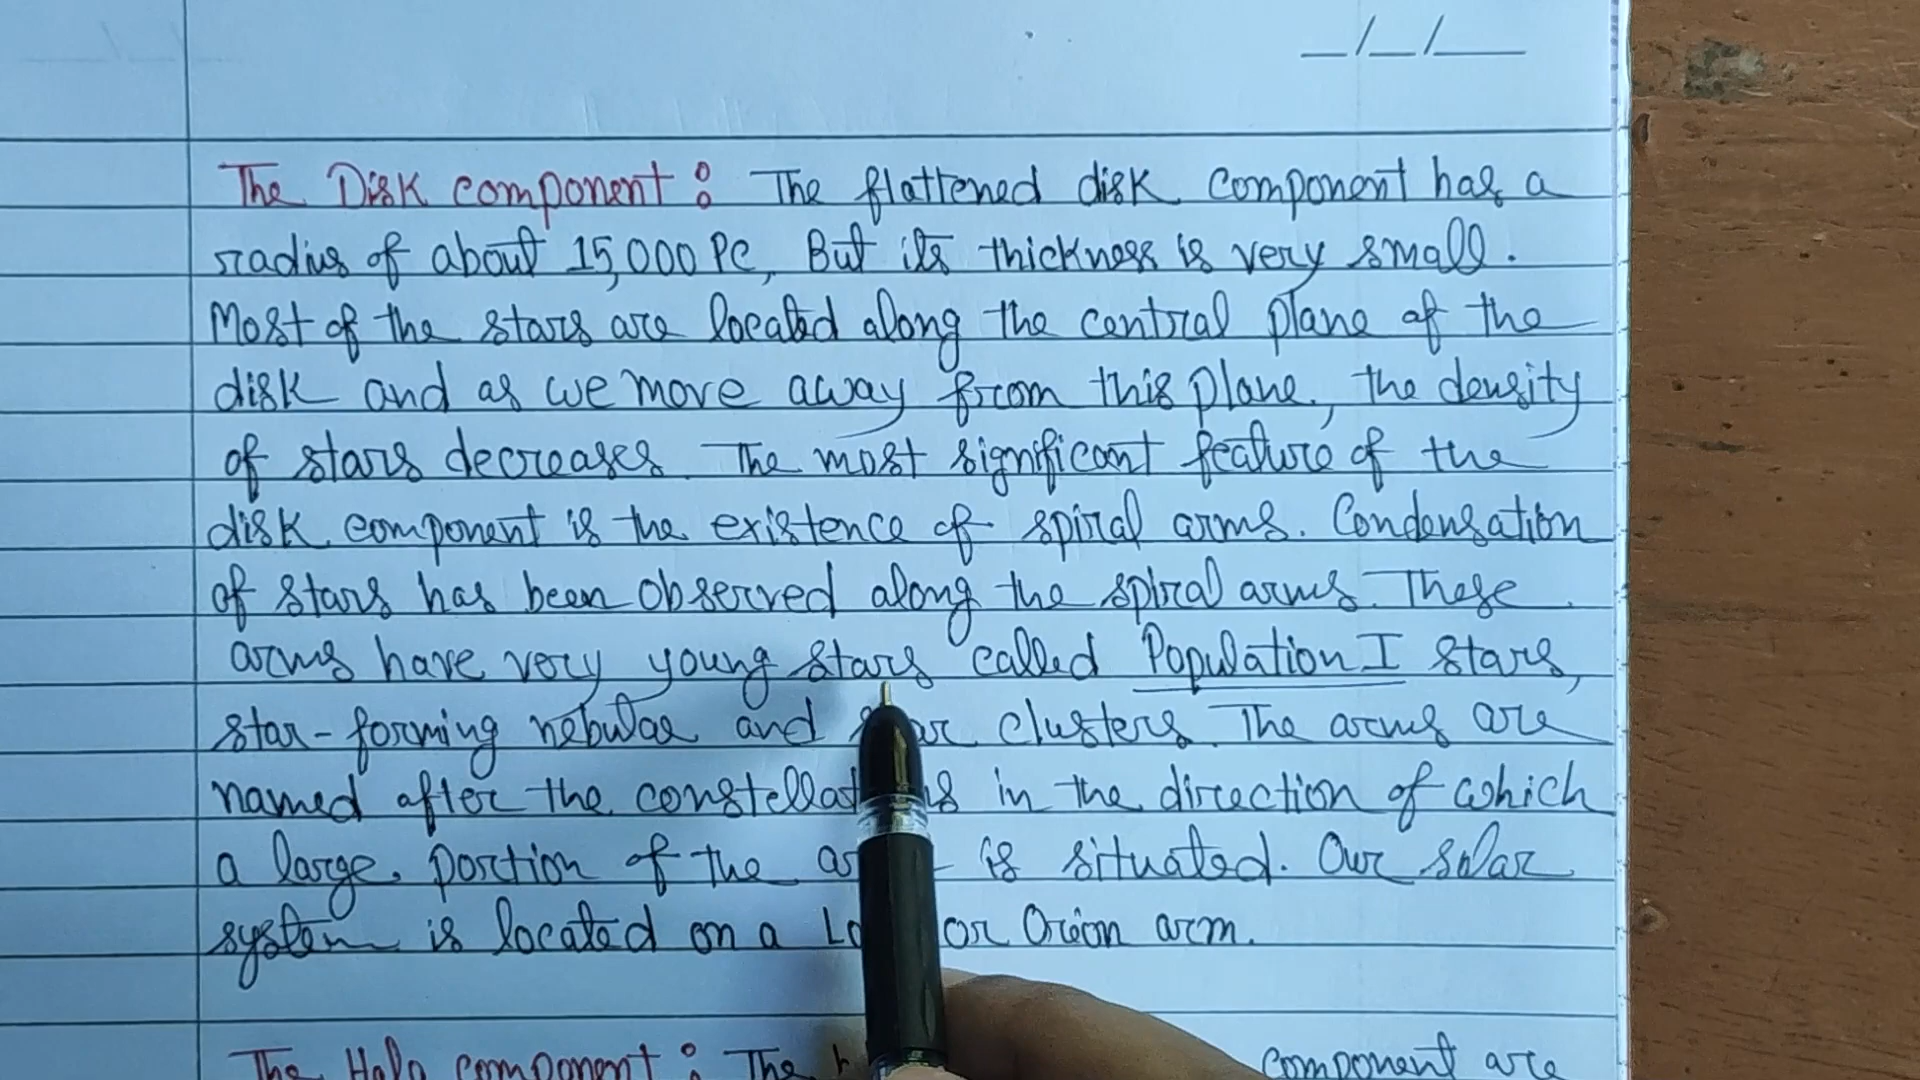 The Disk component : The flattened disk component has a
radius of about 15,000 PC, But its thickness is very small.
Most of the stars are located along the central plane of the
disk and as we move away from this plane, the density
of stars decreases. The most significant feature of the
disk component is the existence of spiral arms. Condensation
of stars has been observed along the spiral arms. These
arms have very young stars called Population I stars,
star-forming nebulae and clusters. The arms are
named after the in the direction of which
a large portion of the is situated. Our solar
system is located on a or Orion arm.
The Halo component : The component are